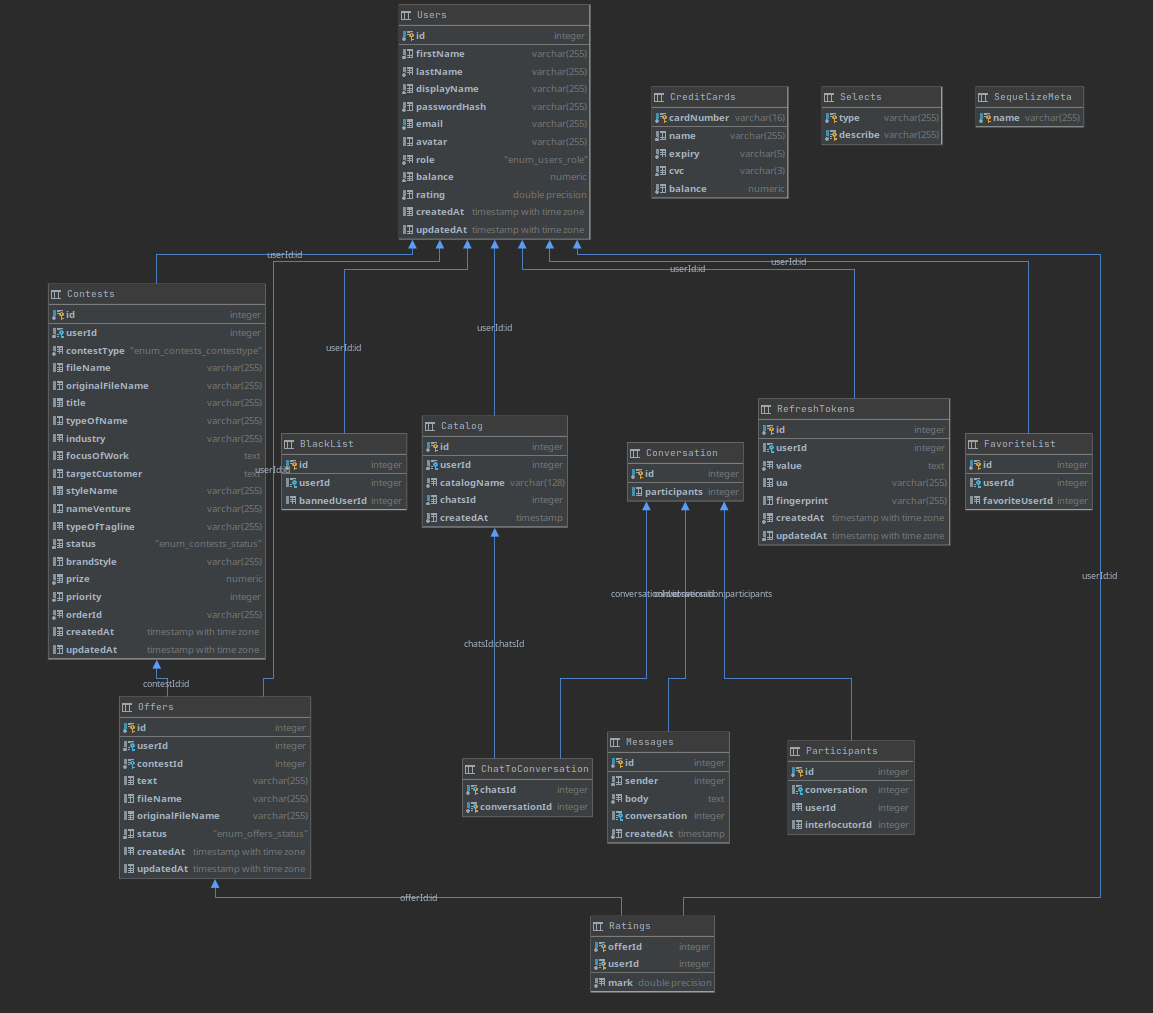 Users
id integer
firstName varchar(255)
lastName varchar(255)
displayName varchar(255)
passwordHash varchar(255)
email varchar(255)
avatar varchar(255)
role "enum_users_role"
balance numeric
rating double precision
createdAt timestamp with time zone
updatedAt timestamp with time zone
CreditCards
cardNumber varchar(16)
name varchar(255)
expiry varchar(5)
cvc varchar(3)
balance numeric
Selects
type varchar(255)
describe varchar(255)
SequelizeMeta
name varchar(255)
userId:id
userId:id
userId:id
userId:id
userId:id
Contests
id integer
userId integer
contestType "enum_contests_contesttype"
fileName varchar(255)
originalFileName varchar(255)
title varchar(255)
typeOfName varchar(255)
industry varchar(255)
focusOfWork text
targetCustomer text
styleName varchar(255)
nameVenture varchar(255)
typeOfTagline varchar(255)
status "enum_contests_status"
brandStyle varchar(255)
prize numeric
priority integer
orderId varchar(255)
createdAt timestamp with time zone
updatedAt timestamp with time zone
userId:id
BlackList
id integer
userId integer
bannedUserId integer
Catalog
id integer
userId integer
catalogName varchar(128)
chatsId integer
createdAt timestamp
Conversation
id integer
participants integer
RefreshTokens
id integer
userId integer
value text
ua varchar(255)
fingerprint varchar(255)
createdAt timestamp with time zone
updatedAt timestamp with time zone
FavoriteList
id integer
userId integer
favoriteUserId integer
userId:id
conversation:participants
chatsId:chatsId
contestId:id
Offers
id integer
userId integer
contestId integer
text varchar(255)
fileName varchar(255)
originalFileName varchar(255)
status "enum_offers_status"
createdAt timestamp with time zone
updatedAt timestamp with time zone
ChatToConversation
chatsId integer
conversationId integer
Messages
id integer
sender integer
body text
conversation integer
createdAt timestamp
Participants
id integer
conversation integer
userId integer
interlocutorId integer
offerId:id
Ratings
offerId integer
userId integer
mark double precision